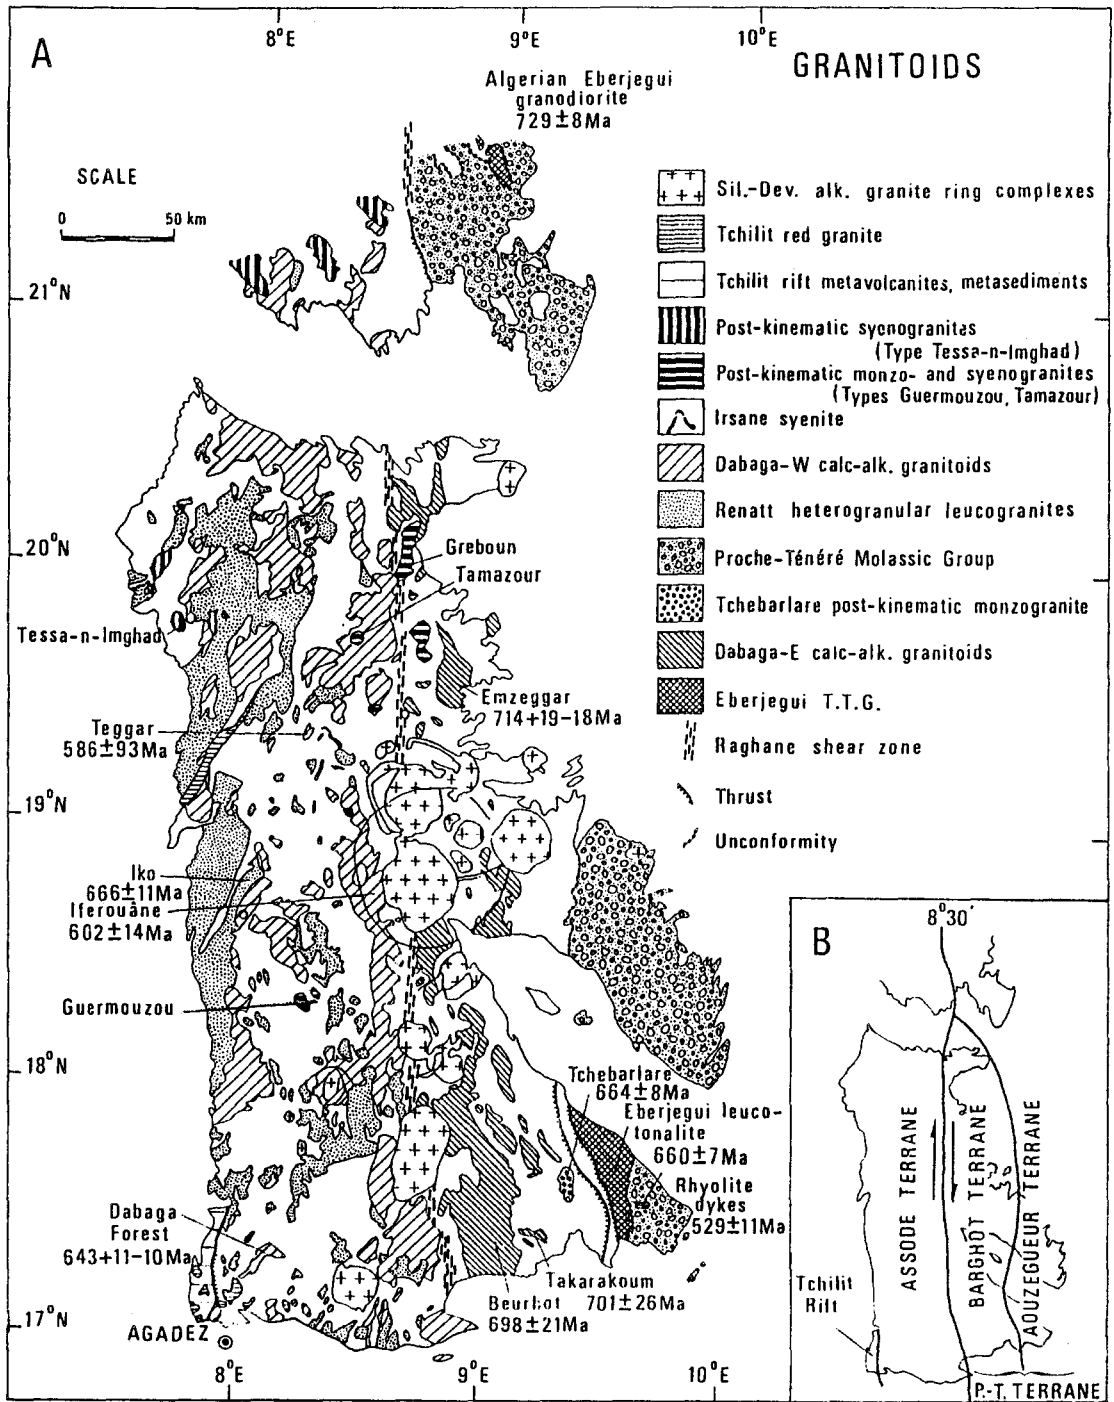 A
8°E
9°E
10°E
GRANITOIDS
Algerian Eberjegui
granodiorite
729±8Ma
SCALE
0
50 km
Sil.-Dev. alk. granite ring complexes
Tchilit red granite
Tchilit rift metavolcanites, metasediments
Post-kinematic syenogranites
(Type Tessa-n-Imghad)
Post-kinematic monzo- and syenogranites
(Types Guermouzou, Tamazour)
Irsane syenite
Dabaga-W calc-alk. granitoids
Renatt heterogranular leucogranites
Proche-Ténéré Molassic Group
Tchebarlare post-kinematic monzogranite
Dabaga-E calc-alk. granitoids
Eberjegui T.T.G.
Raghane shear zone
Thrust
Unconformity
21°N
20°N
Greboun
Tamazour
Tessa-n-Imghad
Emzeggar
714+19-18Ma
Teggar
586±93Ma
19°N
Iko
666±11Ma
Iferouâne
602±14Ma
Guermouzou
18°N
Tchebarlare
664±8Ma
Eberjegui leuco-
tonalite
660±7Ma
Rhyolite
dykes
529±11Ma
Dabaga
Forest
643+11-10Ma
Takarakoum
701±26Ma
Beurhot
698±21Ma
17°N
A
AGADEZ
8°E
9°E
10°E
B
8°30'
ASSODE TERRANE
BARGHOT TERRANE
AOUZEGUEUR TERRANE
Tchilit
Rift
P.-T. TERRANE